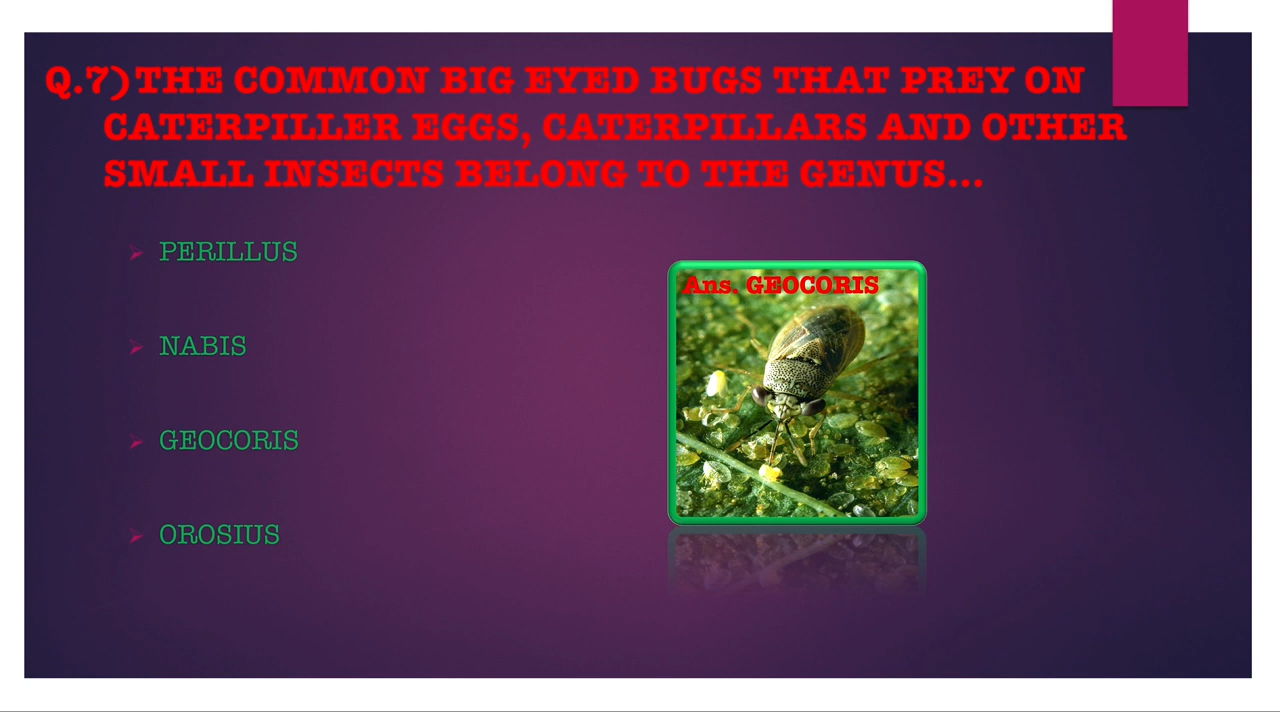 Q.7) THE COMMON BIG EYED BUGS THAT PREY ON
CATERPILLER EGGS, CATERPILLARS AND OTHER
SMALL INSECTS BELONG TO THE GENUS...
PERILLUS
NABIS
GEOCORIS
OROSIUS
Ans. GEOCORIS